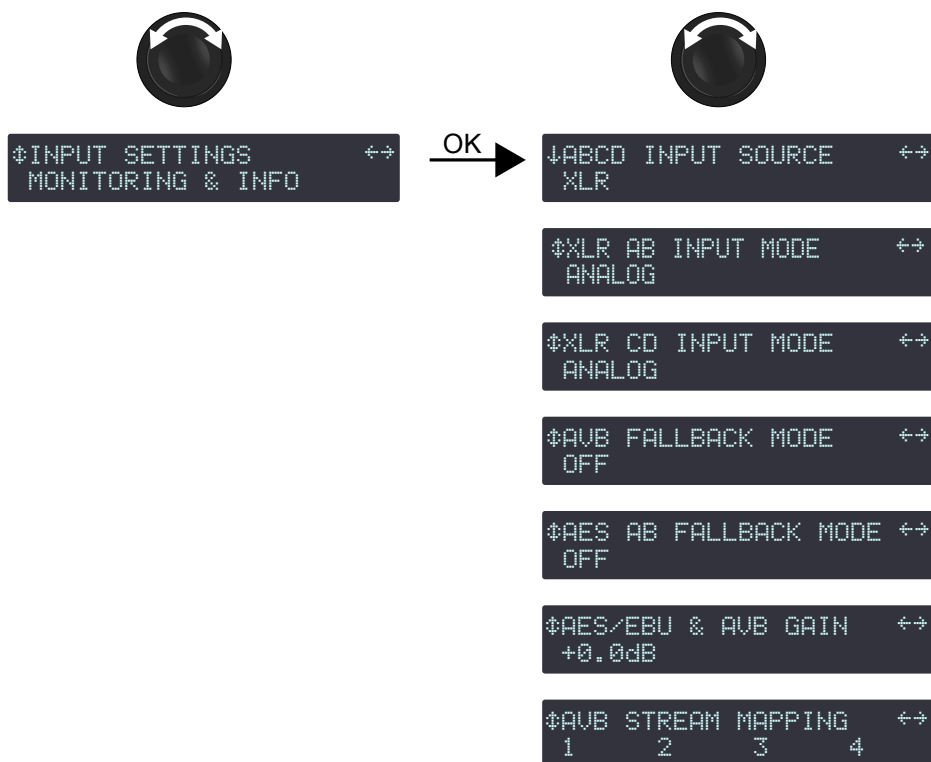 ↕INPUT SETTINGS ↔
MONITORING & INFO
OK
↓ABCD INPUT SOURCE ↔
XLR
↕XLR AB INPUT MODE ↔
ANALOG
↕XLR CD INPUT MODE ↔
ANALOG
↕AVB FALLBACK MODE ↔
OFF
↕AES AB FALLBACK MODE ↔
OFF
↕AES/EBU & AVB GAIN ↔
+0.0dB
↕AVB STREAM MAPPING ↔
1 2 3 4